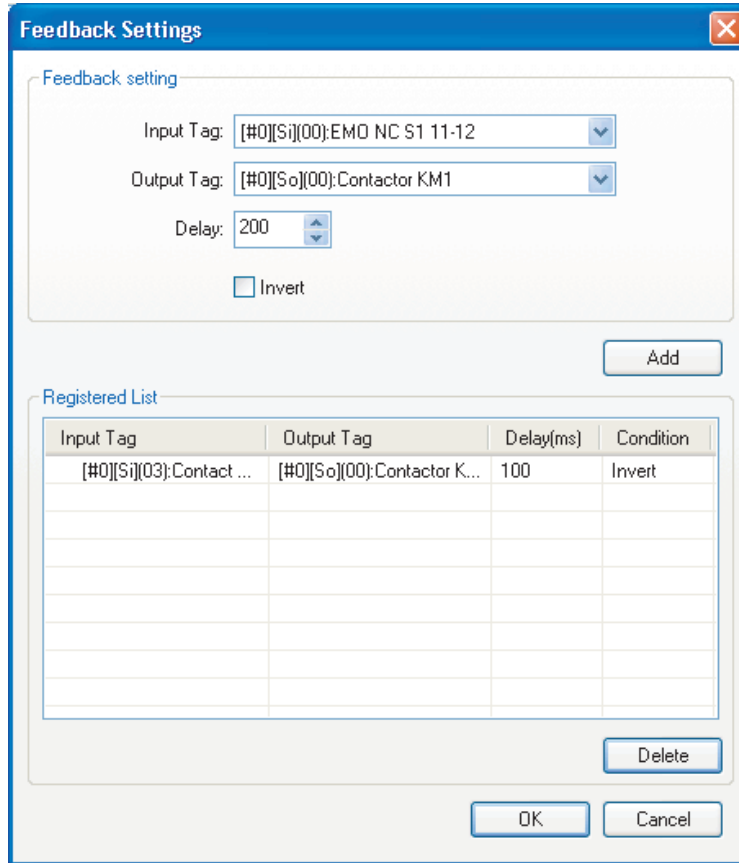 Feedback Settings
Feedback setting
Input Tag: [#0][Si](00):EMO NC S1 11-12
Output Tag: [#0][So](00):Contactor KM1
Delay: 200
Invert
Add
Registered List
Input Tag Output Tag Delay(ms) Condition
[#0][Si](03):Contact ... [#0][So](00):Contactor K... 100 Invert
Delete
OK Cancel